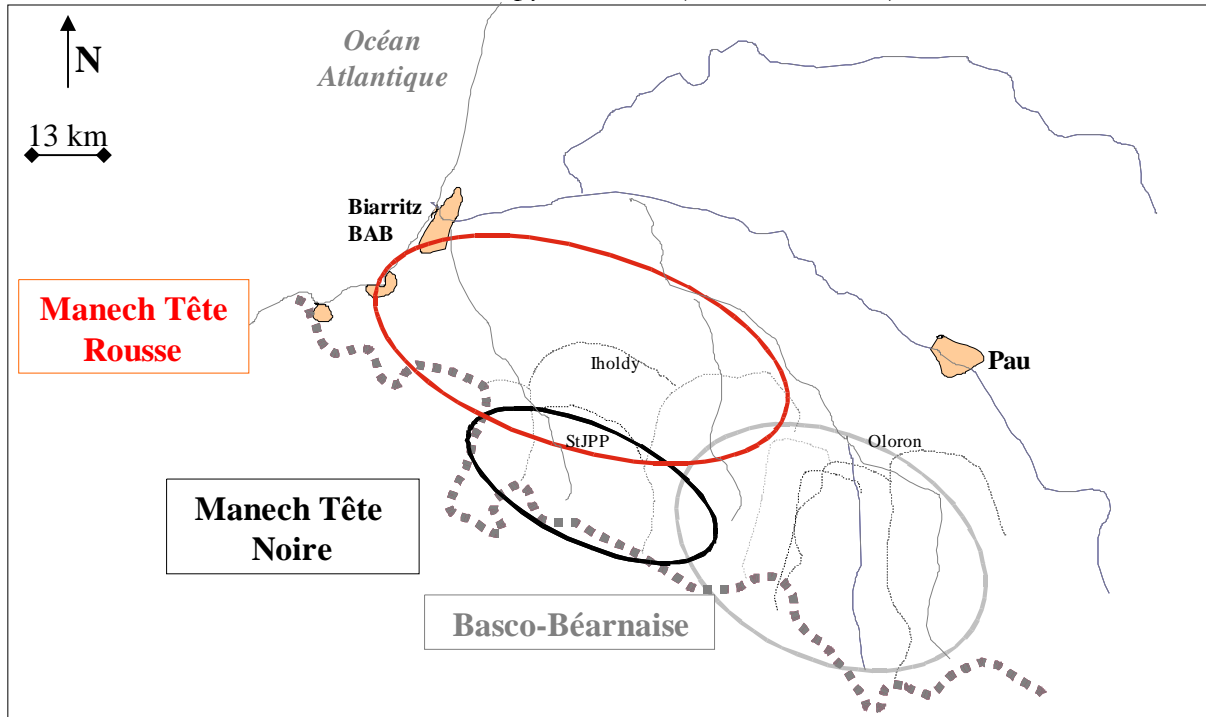 N
Océan
Atlantique
13 km
Biarritz
BAB
Manech Tête
Rousse
Iholdy
Pau
StJPP
Oloron
Manech Tête
Noire
Basco-Béarnaise